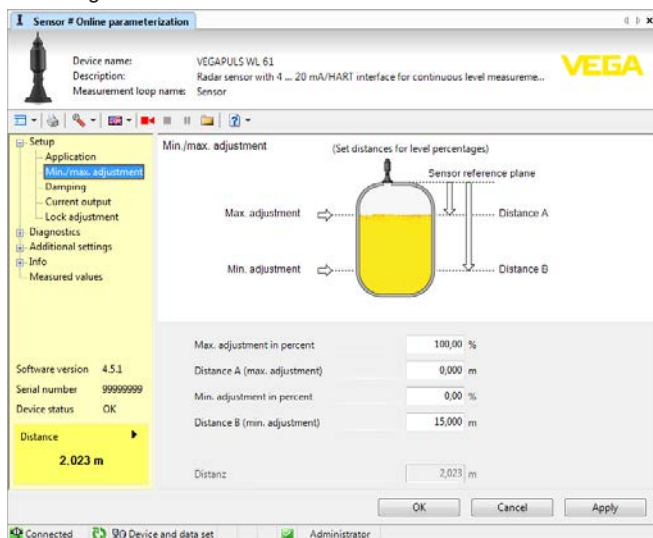 Sensor # Online parameterization
Device name: VEGAPULS WL 61
Description: Radar sensor with 4 ... 20 mA/HART interface for continuous level measureme...
Measurement loop name: Sensor
VEGA
Setup
Application
Min./max. adjustment
Damping
Current output
Lock adjustment
Diagnostics
Additional settings
Info
Measured values
Software version 4.5.1
Serial number 99999999
Device status OK
Distance
2.023 m
Min./max. adjustment
(Set distances for level percentages)
Sensor reference plane
Max. adjustment
Distance A
Min. adjustment
Distance B
Max. adjustment in percent 100,00 %
Distance A (max. adjustment) 0,000 m
Min. adjustment in percent 0,00 %
Distance B (min. adjustment) 15,000 m
Distanz 2,023 m
OK Cancel Apply
Connected Device and data set Administrator